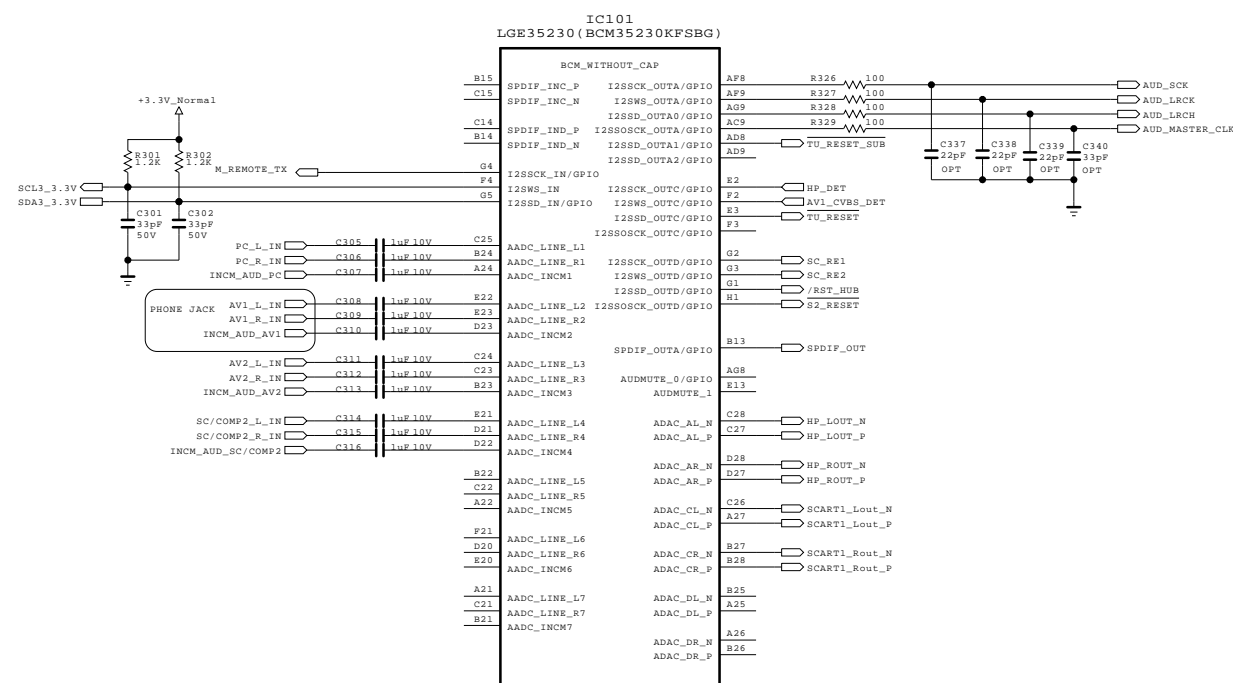 IC101
LGE35230(BCM35230KFSBG)
BCM_WITHOUT_CAP
+3.3V_Normal
R301
1.2K
R302
1.2K
M_REMOTE_TX
SCL3_3.3V
SDA3_3.3V
C301
33pF
50V
C302
33pF
50V
B15 SPDIF_INC_P
C15 SPDIF_INC_N
C14 SPDIF_IND_P
B14 SPDIF_IND_N
G4 I2SSCK_IN/GPIO
F4 I2SWS_IN
G5 I2SSD_IN/GPIO
PC_L_IN C305 1uF 10V C25 AADC_LINE_L1
PC_R_IN C306 1uF 10V B24 AADC_LINE_R1
INCM_AUD_PC C307 1uF 10V A24 AADC_INCM1
PHONE JACK
AV1_L_IN C308 1uF 10V E22 AADC_LINE_L2
AV1_R_IN C309 1uF 10V E23 AADC_LINE_R2
INCM_AUD_AV1 C310 1uF 10V D23 AADC_INCM2
AV2_L_IN C311 1uF 10V C24 AADC_LINE_L3
AV2_R_IN C312 1uF 10V C23 AADC_LINE_R3
INCM_AUD_AV2 C313 1uF 10V B23 AADC_INCM3
SC/COMP2_L_IN C314 1uF 10V E21 AADC_LINE_L4
SC/COMP2_R_IN C315 1uF 10V D21 AADC_LINE_R4
INCM_AUD_SC/COMP2 C316 1uF 10V D22 AADC_INCM4
B22 AADC_LINE_L5
C22 AADC_LINE_R5
A22 AADC_INCM5
F21 AADC_LINE_L6
D20 AADC_LINE_R6
E20 AADC_INCM6
A21 AADC_LINE_L7
C21 AADC_LINE_R7
B21 AADC_INCM7
I2SSCK_OUTA/GPIO AF8 R326 100 AUD_SCK
I2SWS_OUTA/GPIO AF9 R327 100 AUD_LRCK
I2SSD_OUTA0/GPIO AG9 R328 100 AUD_LRCH
I2SSOSCK_OUTA/GPIO AC9 R329 100 AUD_MASTER_CLK
I2SSD_OUTA1/GPIO AD8 TU_RESET_SUB
I2SSD_OUTA2/GPIO AD9
C337
22pF
OPT
C338
22pF
OPT
C339
22pF
OPT
C340
33pF
OPT
I2SSCK_OUTC/GPIO E2 HP_DET
I2SWS_OUTC/GPIO F2 AV1_CVBS_DET
I2SSD_OUTC/GPIO E3 TU_RESET
I2SSOSCK_OUTC/GPIO F3
I2SSCK_OUTD/GPIO G2 SC_RE1
I2SWS_OUTD/GPIO G3 SC_RE2
I2SSD_OUTD/GPIO G1 /RST_HUB
I2SSOSCK_OUTD/GPIO H1 S2_RESET
SPDIF_OUTA/GPIO B13 SPDIF_OUT
AUDMUTE_0/GPIO AG8
AUDMUTE_1 E13
ADAC_AL_N C28 HP_LOUT_N
ADAC_AL_P C27 HP_LOUT_P
ADAC_AR_N D28 HP_ROUT_N
ADAC_AR_P D27 HP_ROUT_P
ADAC_CL_N C26 SCART1_Lout_N
ADAC_CL_P A27 SCART1_Lout_P
ADAC_CR_N B27 SCART1_Rout_N
ADAC_CR_P B28 SCART1_Rout_P
ADAC_DL_N B25
ADAC_DL_P A25
ADAC_DR_N A26
ADAC_DR_P B26